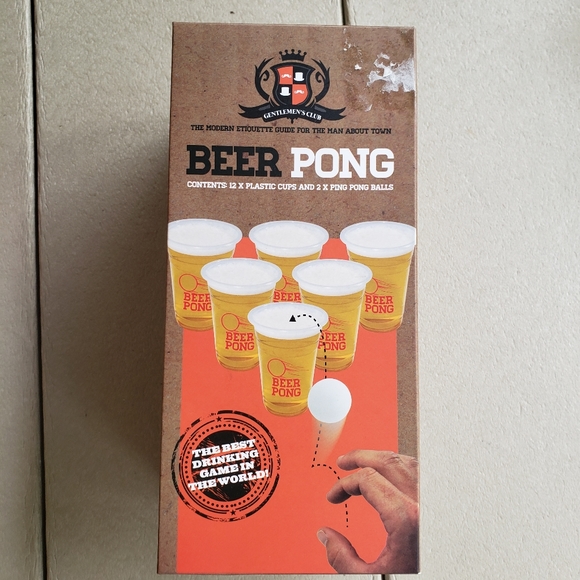 GENTLEMEN'S CLUB
THE MODERN ETIQUETTE GUIDE FOR THE MAN ABOUT TOWN
BEER PONG
CONTENTS: 12 X PLASTIC CUPS AND 2 X PING PONG BALLS
BEER
PONG
BEER
PONG
BEER
PONG
BEER
PONG
BEER
PONG
BEER
PONG
THE BEST
DRINKING
GAME IN
THE WORLD!